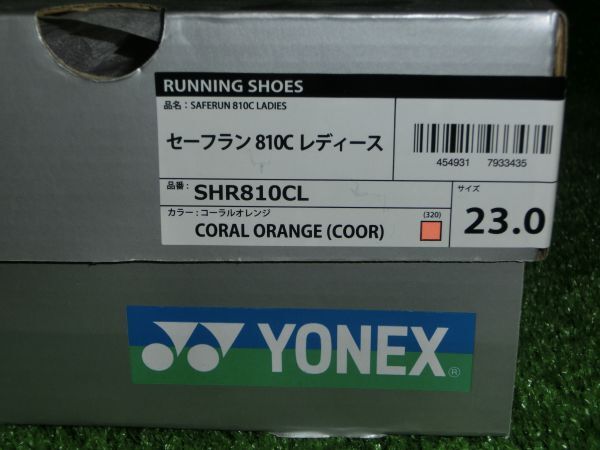 RUNNING SHOES
品名：SAFERUN 810C LADIES
セーフラン 810C レディース
454931 7933435
品番：
SHR810CL
サイズ
23.0
カラー：コーラルオレンジ
(320)
CORAL ORANGE (COOR)
YONEX®